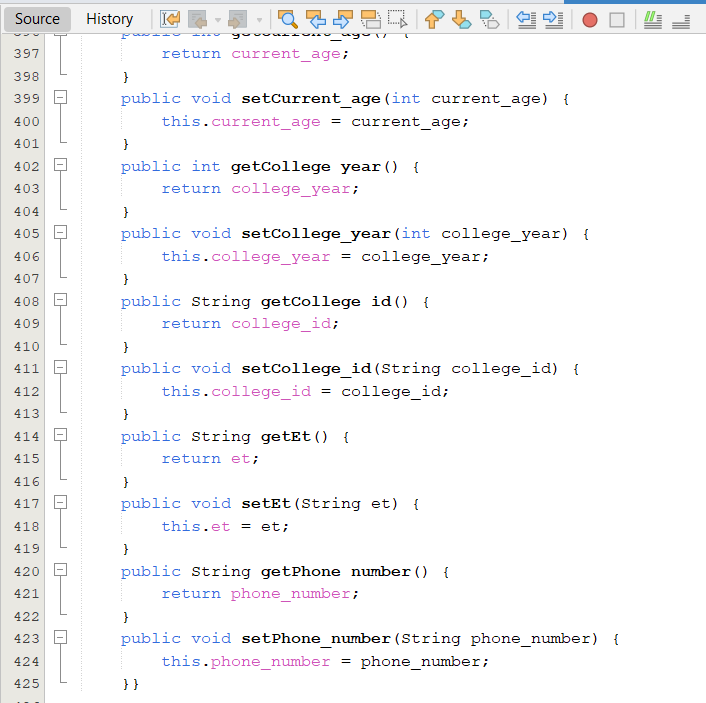 Source History
public int getCurrent_age() {
397 return current_age;
398 }
399 public void setCurrent_age(int current_age) {
400 this.current_age = current_age;
401 }
402 public int getCollege year() {
403 return college_year;
404 }
405 public void setCollege_year(int college_year) {
406 this.college_year = college_year;
407 }
408 public String getCollege id() {
409 return college_id;
410 }
411 public void setCollege_id(String college_id) {
412 this.college_id = college_id;
413 }
414 public String getEt() {
415 return et;
416 }
417 public void setEt(String et) {
418 this.et = et;
419 }
420 public String getPhone number() {
421 return phone_number;
422 }
423 public void setPhone_number(String phone_number) {
424 this.phone_number = phone_number;
425 }}